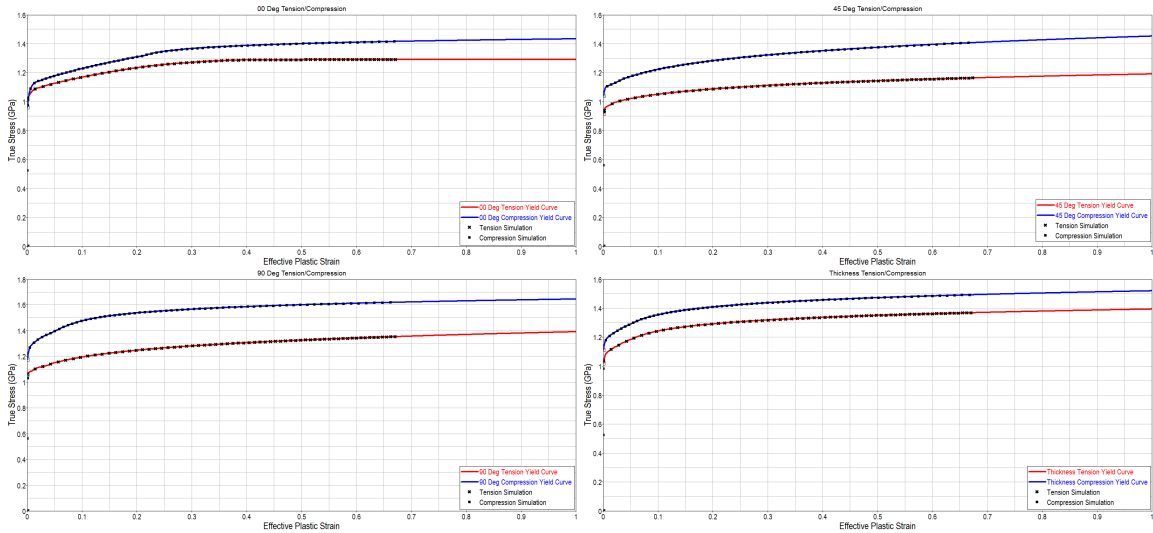 00 Deg Tension/Compression
True Stress (GPa)
1.6
1.4
1.2
1
0.8
0.6
0.4
0.2
0
00 Deg Tension Yield Curve
00 Deg Compression Yield Curve
Tension Simulation
Compression Simulation
0 0.1 0.2 0.3 0.4 0.5 0.6 0.7 0.8 0.9 1
Effective Plastic Strain
45 Deg Tension/Compression
True Stress (GPa)
1.6
1.4
1.2
1
0.8
0.6
0.4
0.2
0
45 Deg Tension Yield Curve
45 Deg Compression Yield Curve
Tension Simulation
Compression Simulation
0 0.1 0.2 0.3 0.4 0.5 0.6 0.7 0.8 0.9 1
Effective Plastic Strain
90 Deg Tension/Compression
True Stress (GPa)
1.8
1.6
1.4
1.2
1
0.8
0.6
0.4
0.2
0
90 Deg Tension Yield Curve
90 Deg Compression Yield Curve
Tension Simulation
Compression Simulation
0 0.1 0.2 0.3 0.4 0.5 0.6 0.7 0.8 0.9 1
Effective Plastic Strain
Thickness Tension/Compression
True Stress (GPa)
1.6
1.4
1.2
1
0.8
0.6
0.4
0.2
0
Thickness Tension Yield Curve
Thickness Compression Yield Curve
Tension Simulation
Compression Simulation
0 0.1 0.2 0.3 0.4 0.5 0.6 0.7 0.8 0.9 1
Effective Plastic Strain